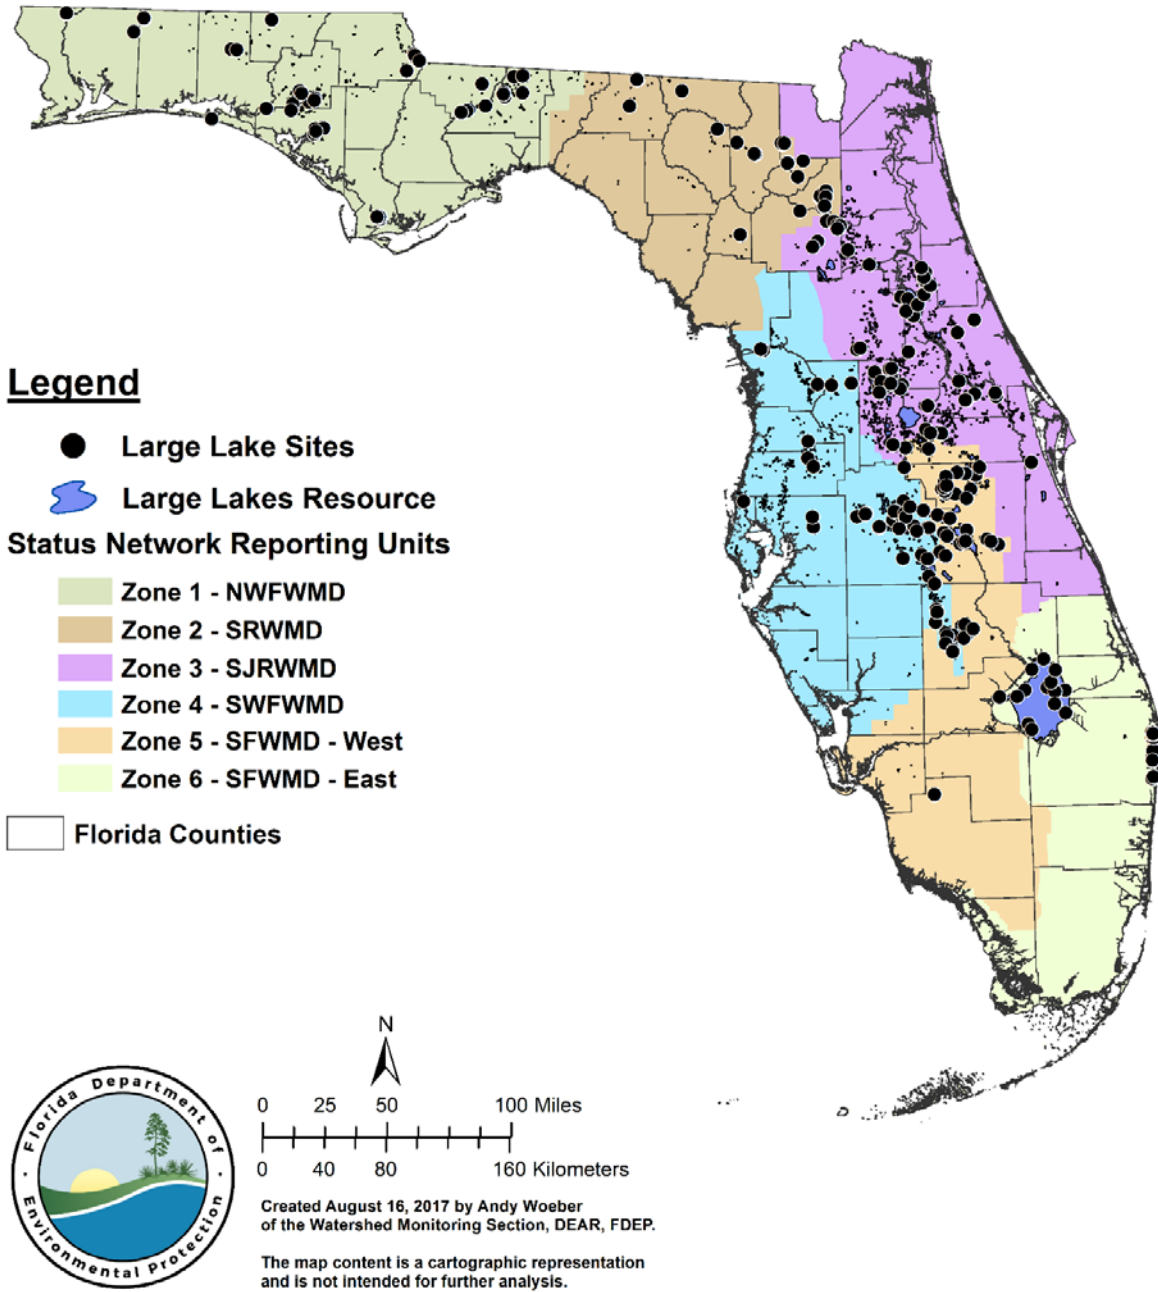 Legend
Large Lake Sites
Large Lakes Resource
Status Network Reporting Units
Zone 1 - NWFWMD
Zone 2 - SRWMD
Zone 3 - SJRWMD
Zone 4 - SWFWMD
Zone 5 - SFWMD - West
Zone 6 - SFWMD - East
Florida Counties
N
0 25 50 100 Miles
0 40 80 160 Kilometers
Florida Department of
Environmental Protection
Created August 16, 2017 by Andy Woeber
of the Watershed Monitoring Section, DEAR, FDEP.
The map content is a cartographic representation
and is not intended for further analysis.